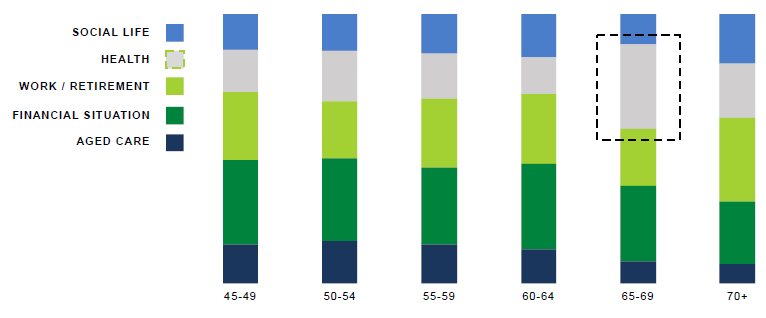 SOCIAL LIFE
HEALTH
WORK / RETIREMENT
FINANCIAL SITUATION
AGED CARE
45-49 50-54 55-59 60-64 65-69 70+